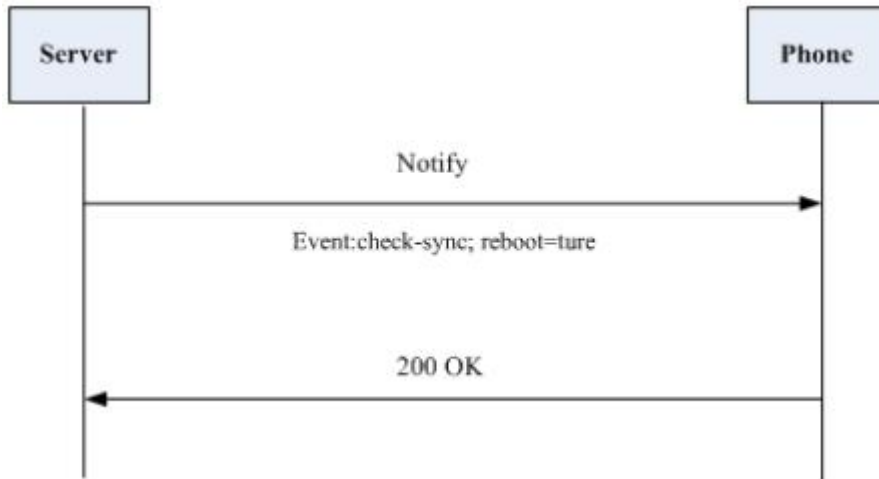 Server
Phone
Notify
Event:check-sync; reboot=ture
200 OK